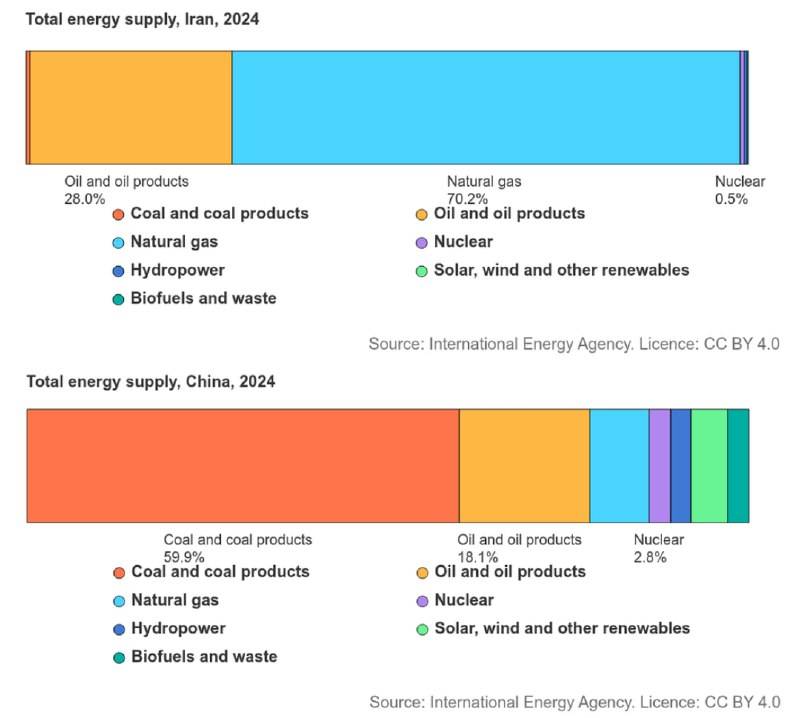 Total energy supply, Iran, 2024
Oil and oil products Natural gas Nuclear
28.0% 70.2% 0.5%
Coal and coal products Oil and oil products
Natural gas Nuclear
Hydropower Solar, wind and other renewables
Biofuels and waste
Source: International Energy Agency. Licence: CC BY 4.0
Total energy supply, China, 2024
Coal and coal products Oil and oil products Nuclear
59.9% 18.1% 2.8%
Coal and coal products Oil and oil products
Natural gas Nuclear
Hydropower Solar, wind and other renewables
Biofuels and waste
Source: International Energy Agency. Licence: CC BY 4.0